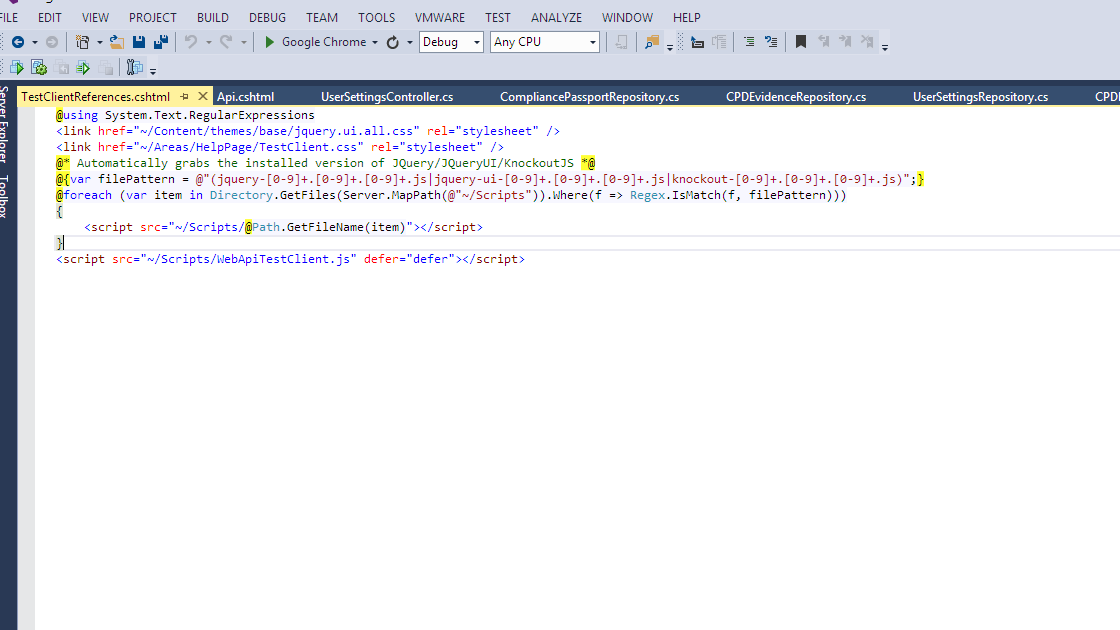 FILE EDIT VIEW PROJECT BUILD DEBUG TEAM TOOLS VMWARE TEST ANALYZE WINDOW HELP
Google Chrome Debug Any CPU
Server Explorer
Toolbox
TestClientReferences.cshtml Api.cshtml UserSettingsController.cs CompliancePassportRepository.cs CPDEvidenceRepository.cs UserSettingsRepository.cs
@using System.Text.RegularExpressions
<link href="~/Content/themes/base/jquery.ui.all.css" rel="stylesheet" />
<link href="~/Areas/HelpPage/TestClient.css" rel="stylesheet" />
@* Automatically grabs the installed version of JQuery/JQueryUI/KnockoutJS *@
@{var filePattern = @"(jquery-[0-9]+.[0-9]+.[0-9]+.js|jquery-ui-[0-9]+.[0-9]+.[0-9]+.js|knockout-[0-9]+.[0-9]+.[0-9]+.js)";}
@foreach (var item in Directory.GetFiles(Server.MapPath(@"~/Scripts")).Where(f => Regex.IsMatch(f, filePattern)))
{
<script src="~/Scripts/@Path.GetFileName(item)"></script>
}
<script src="~/Scripts/WebApiTestClient.js" defer="defer"></script>